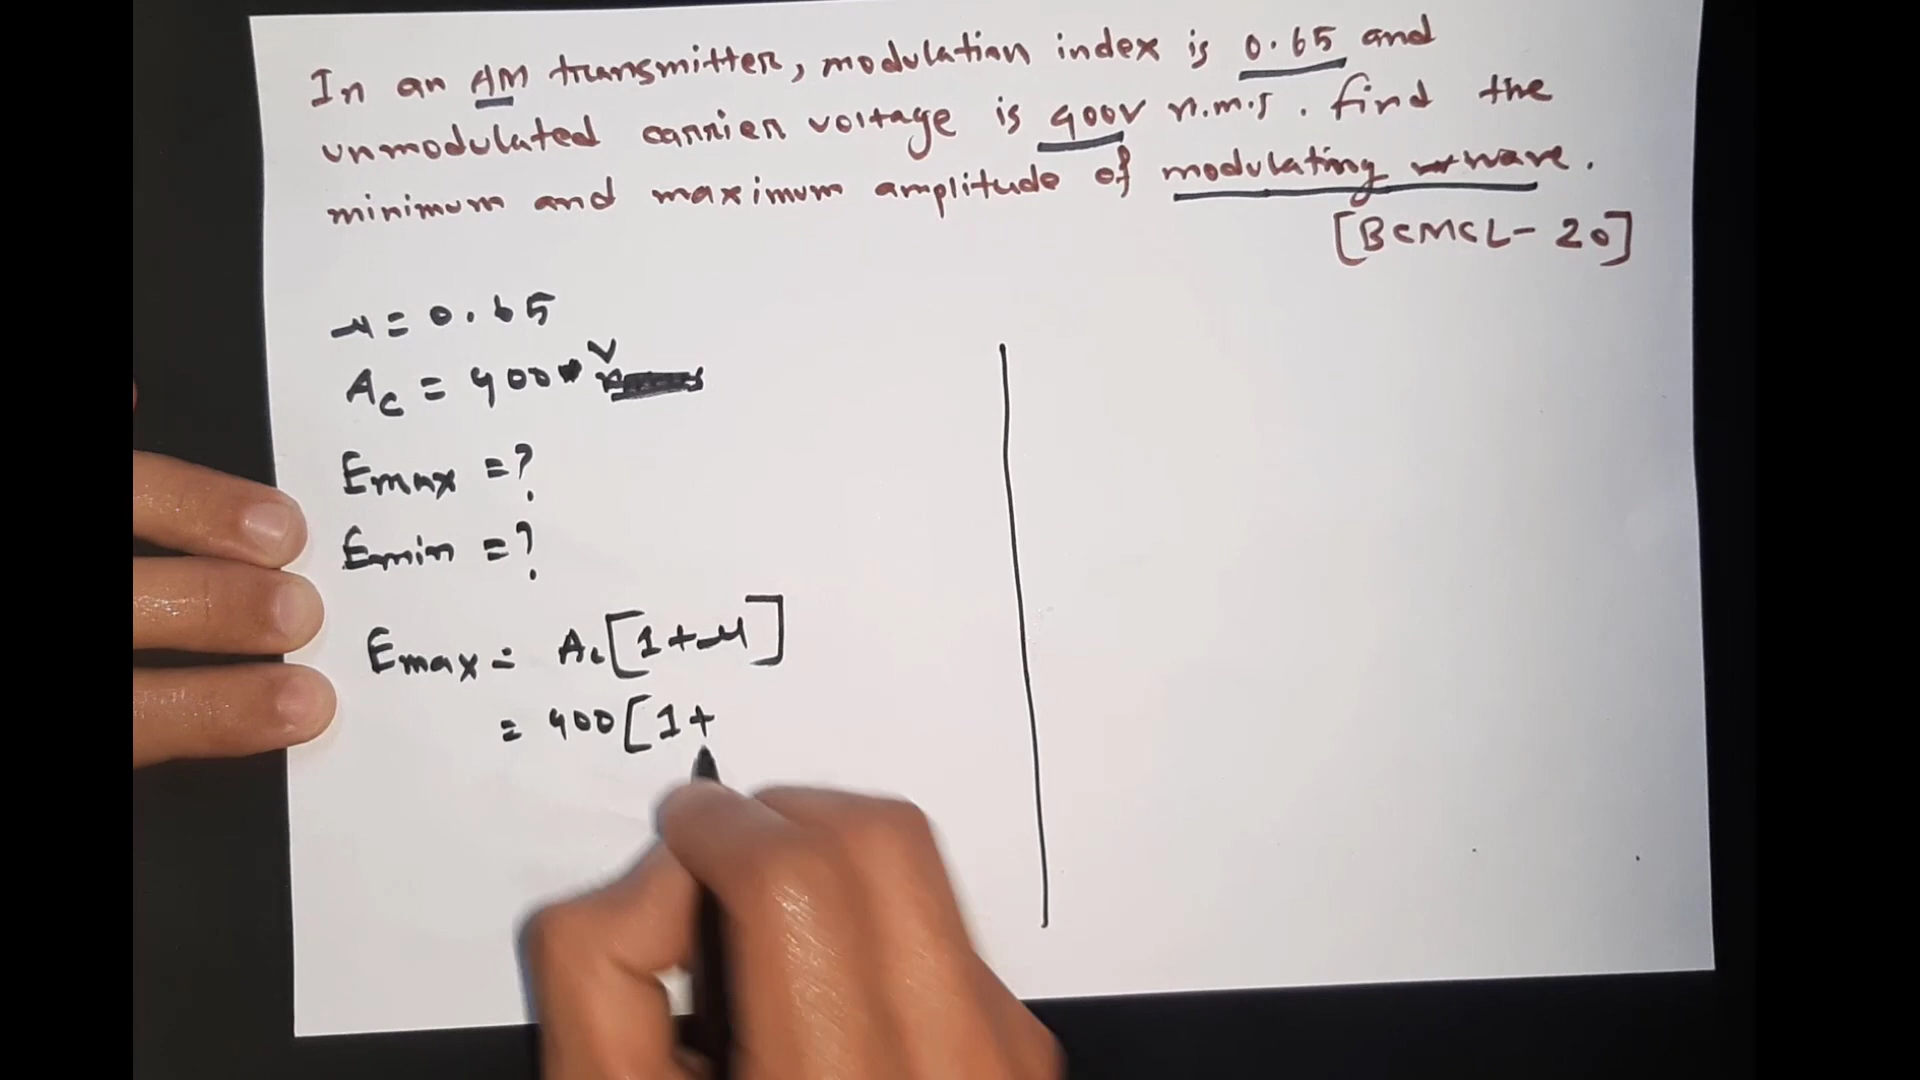 In an AM transmitter, modulation index is 0.65 and
unmodulated carrier voltage is 400V r.m.s. find the
minimum and maximum amplitude of modulating wave.
[BCMCL-20]
μ = 0.65
Ac = 400 V
Emax = ?
Emin = ?
Emax = Ac[1+μ]
= 400[1+